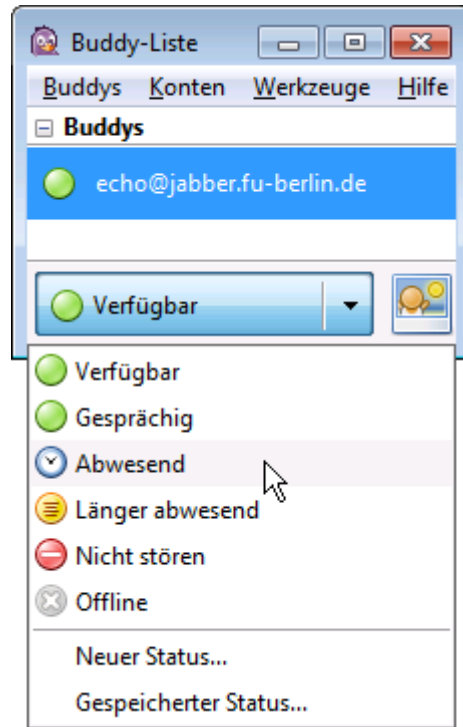 Buddy-Liste
Buddys Konten Werkzeuge Hilfe
Buddys
echo@jabber.fu-berlin.de
Verfügbar
Verfügbar
Gesprächig
Abwesend
Länger abwesend
Nicht stören
Offline
Neuer Status...
Gespeicherter Status...